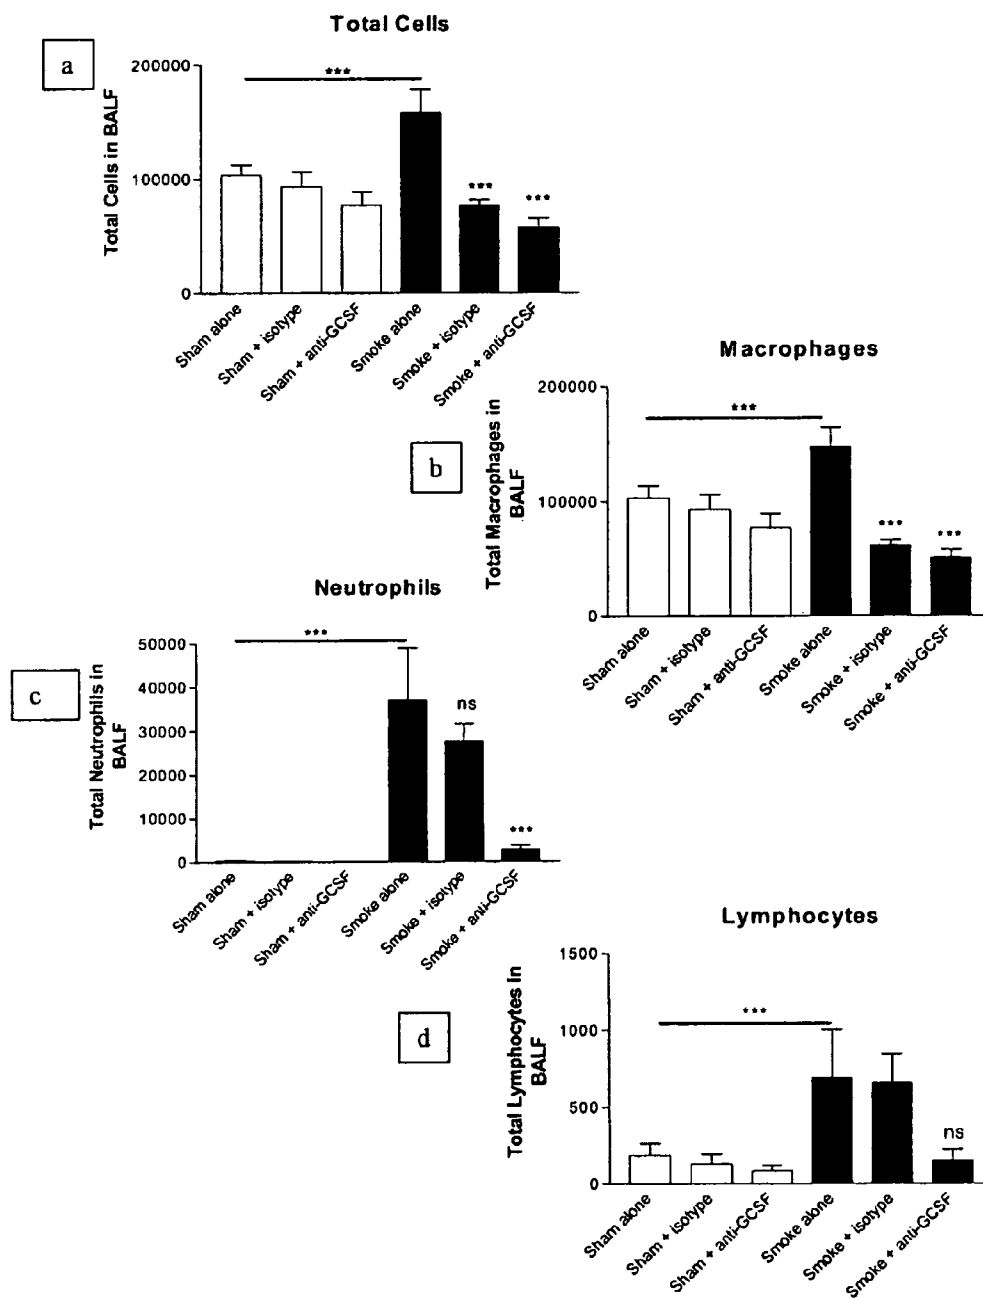 Total Cells
a
Total Cells in BALF
200000
100000
0
***
***
***
Sham alone
Sham + isotype
Sham + anti-GCSF
Smoke alone
Smoke + isotype
Smoke + anti-GCSF
Macrophages
b
Total Macrophages in
BALF
200000
100000
0
***
***
***
Sham alone
Sham + isotype
Sham + anti-GCSF
Smoke alone
Smoke + isotype
Smoke + anti-GCSF
Neutrophils
c
Total Neutrophils in
BALF
50000
40000
30000
20000
10000
0
***
ns
***
Sham alone
Sham + isotype
Sham + anti-GCSF
Smoke alone
Smoke + isotype
Smoke + anti-GCSF
Lymphocytes
d
Total Lymphocytes in
BALF
1500
1000
500
0
***
ns
Sham alone
Sham + isotype
Sham + anti-GCSF
Smoke alone
Smoke + isotype
Smoke + anti-GCSF